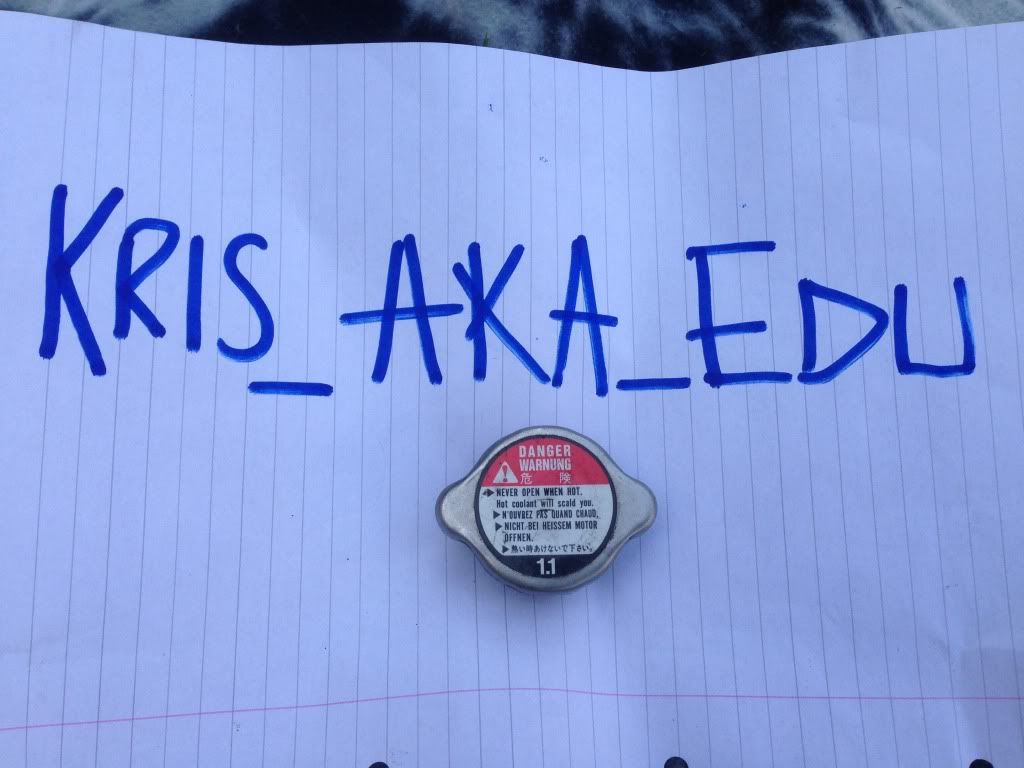 KRIS_AKA_EDU
DANGER
WARNUNG
危 険
NEVER OPEN WHEN HOT.
Hot coolant will scald you.
N'OUVREZ PAS QUAND CHAUD.
NICHT BEI HEISSEM MOTOR
ÖFFNEN.
熱い時あけないで下さい。
1.1